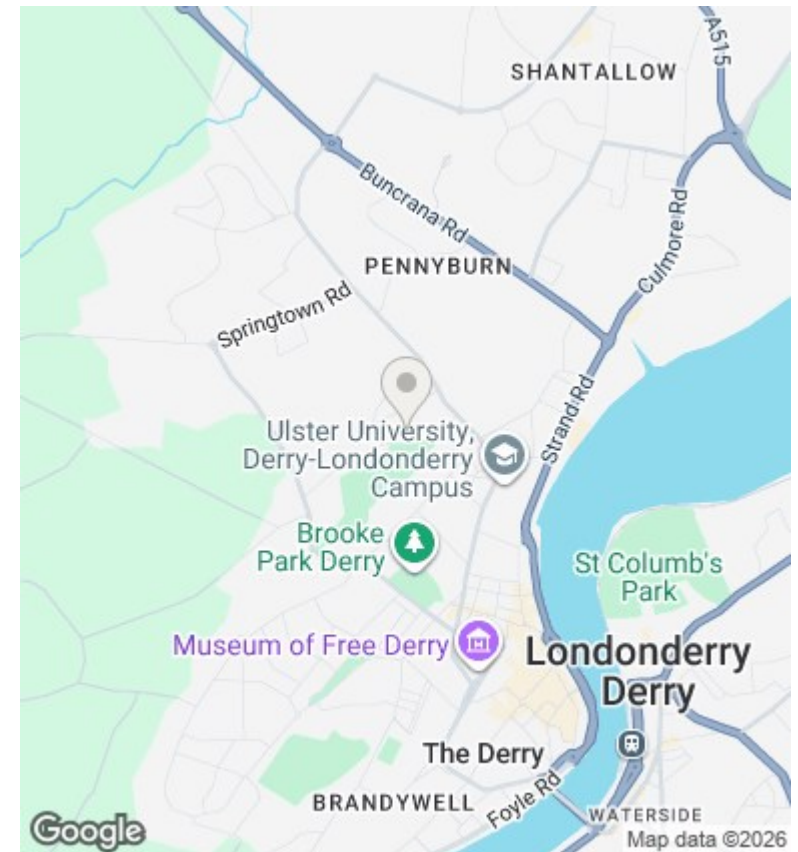 A515
SHANTALLOW
Buncrana Rd
Culmore Rd
PENNYBURN
Springtown Rd
Strand Rd
Ulster University,
Derry-Londonderry
Campus
Brooke
Park Derry
St Columb's
Park
Museum of Free Derry
Londonderry
Derry
The Derry
Foyle Rd
BRANDYWELL
WATERSIDE
Google
Map data ©2026